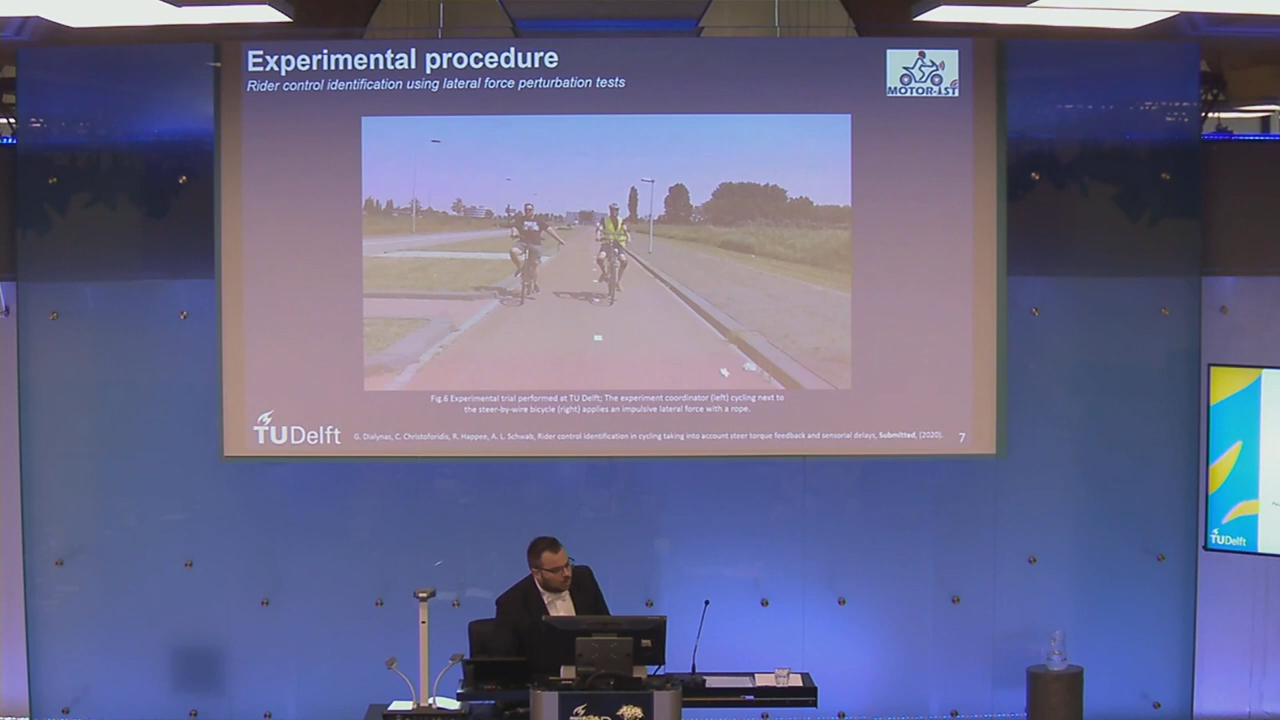 Experimental procedure
Rider control identification using lateral force perturbation tests
MOTOR-IST
Fig.6 Experimental trial performed at TU Delft; The experiment coordinator (left) cycling next to
the steer-by-wire bicycle (right) applies an impulsive lateral force with a rope.
TUDelft
G. Dialynas, C. Christoforidis, R. Happee, A. L. Schwab, Rider control identification in cycling taking into account steer torque feedback and sensorial delays, Submitted, (2020).
7
TUDelft